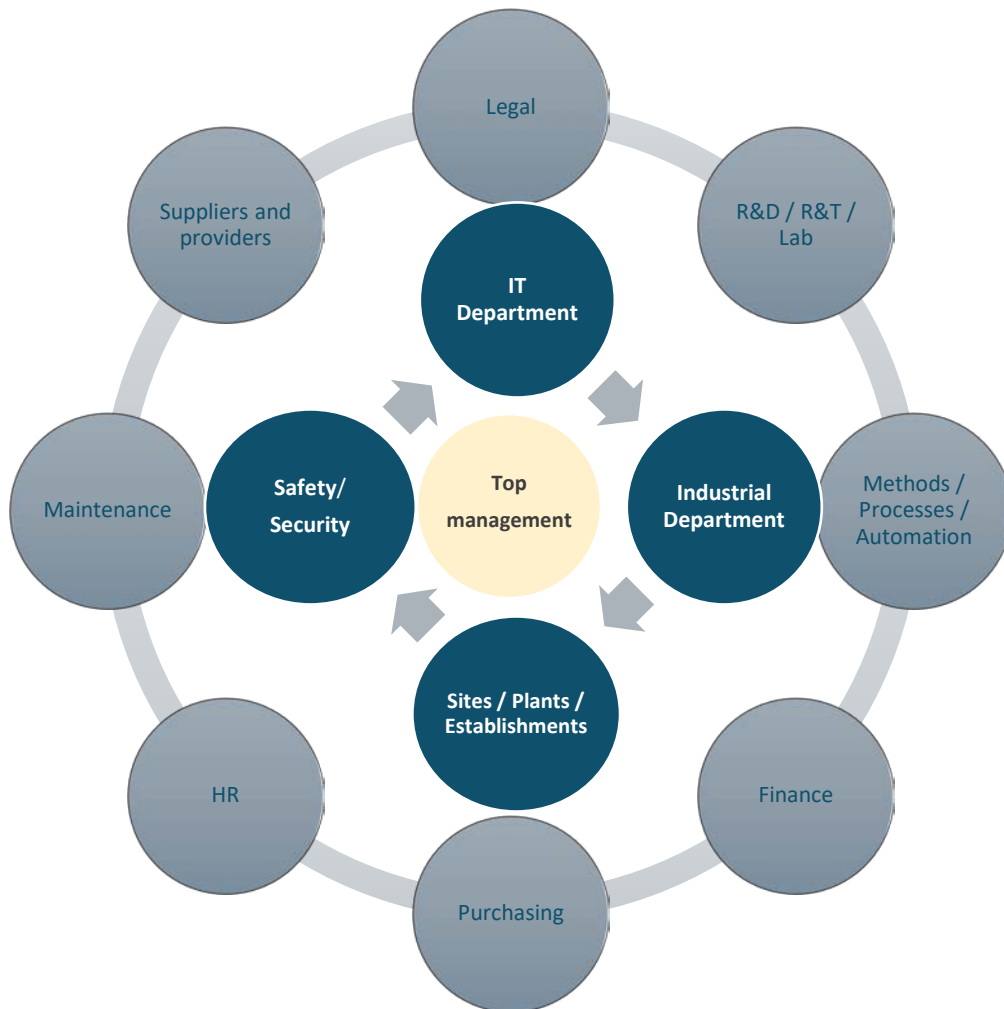 Legal
Suppliers and
providers
R&D / R&T /
Lab
IT
Department
Maintenance
Safety/
Security
Top
management
Industrial
Department
Methods /
Processes /
Automation
Sites / Plants /
Establishments
HR
Finance
Purchasing